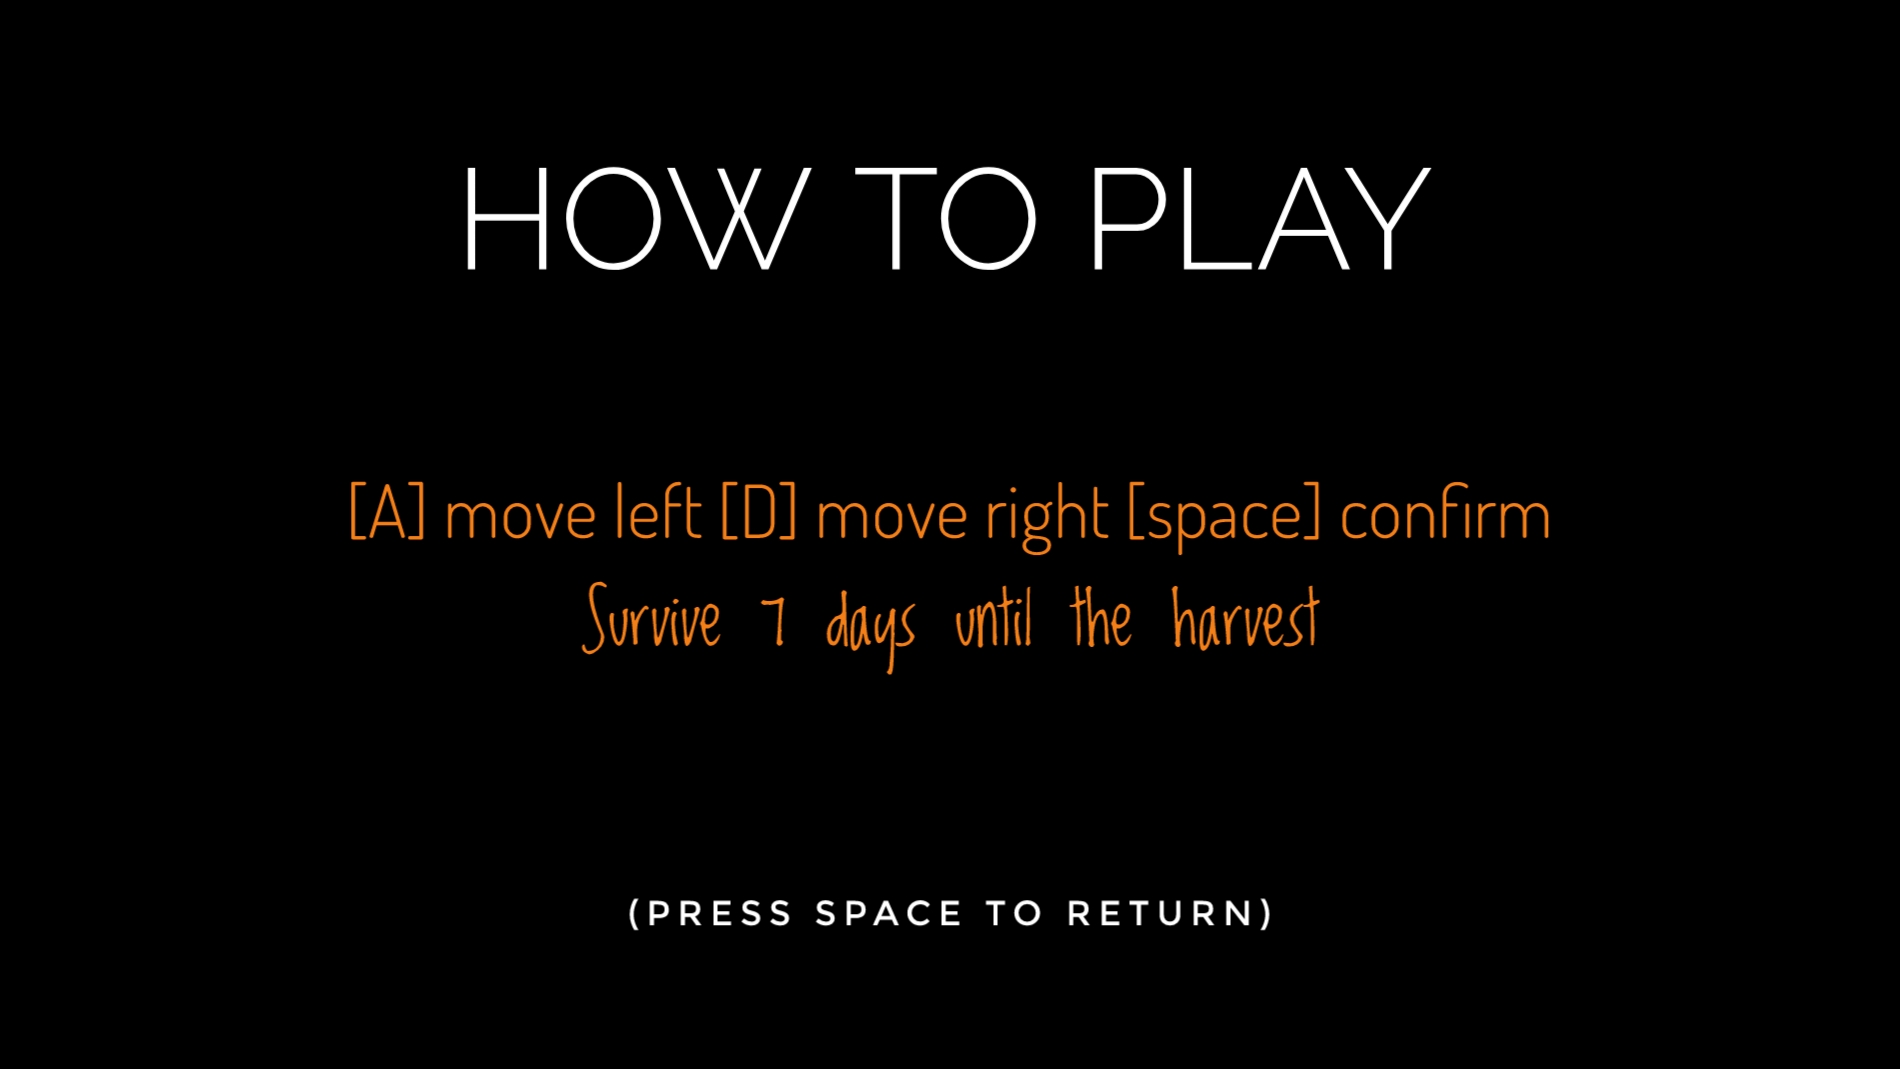 HOW TO PLAY
[A] move left [D] move right [space] confirm
Survive 7 days until the harvest
(PRESS SPACE TO RETURN)